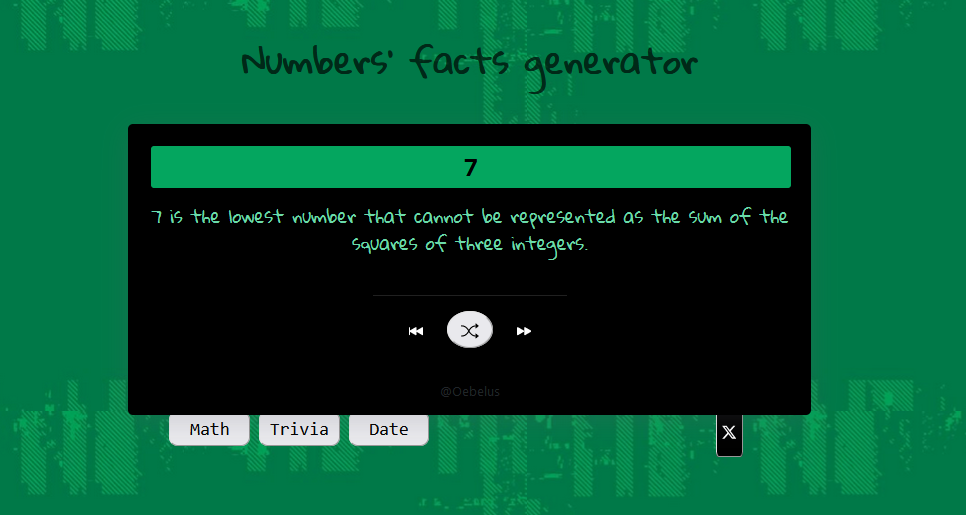 Numbers' facts generator
7
7 is the lowest number that cannot be represented as the sum of the
squares of three integers.
@Oebelus
Math Trivia Date